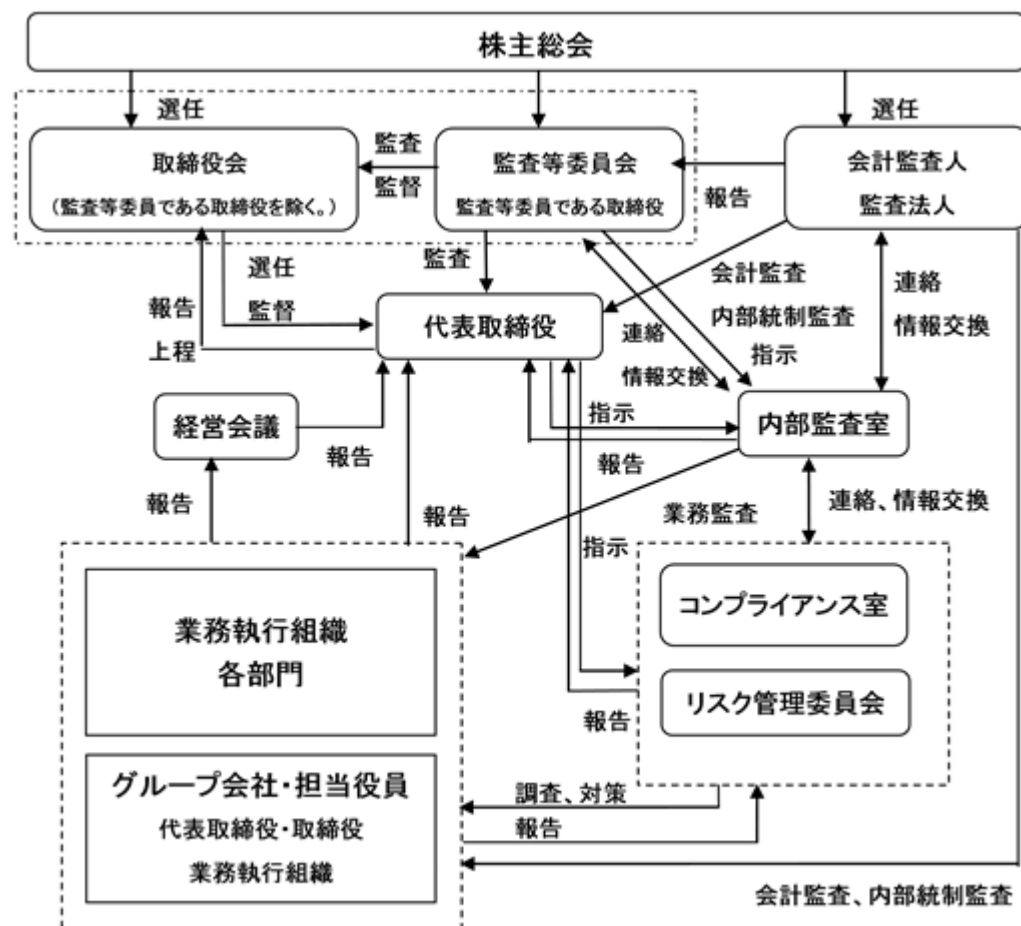 株主総会
選任
選任
取締役会
(監査等委員である取締役を除く。)
監査
監督
監査等委員会
監査等委員である取締役
報告
会計監査人
監査法人
選任
監督
報告
上程
監査
会計監査
内部統制監査
連絡
情報交換
代表取締役
連絡
情報交換
指示
経営会議
報告
指示
報告
内部監査室
報告
報告
業務監査
連絡、情報交換
指示
業務執行組織
各部門
コンプライアンス室
リスク管理委員会
報告
グループ会社・担当役員
代表取締役・取締役
業務執行組織
調査、対策
報告
会計監査、内部統制監査